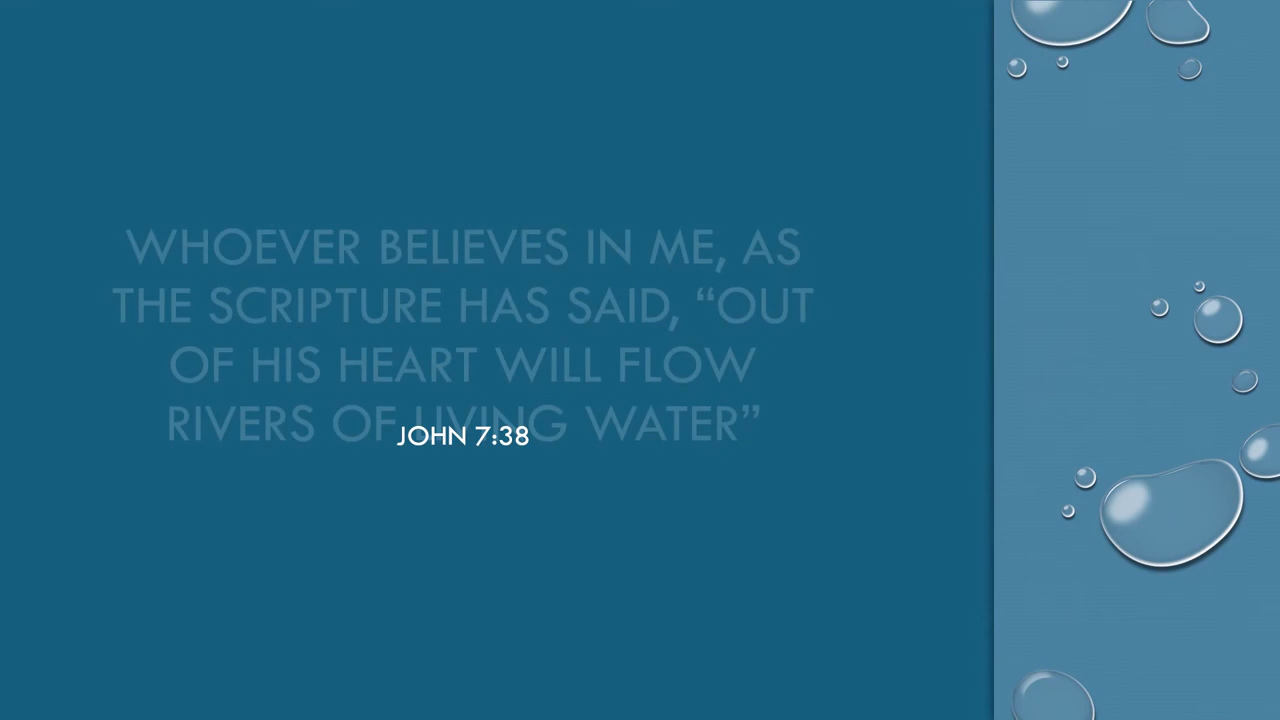 WHOEVER BELIEVES IN ME, AS
THE SCRIPTURE HAS SAID, “OUT
OF HIS HEART WILL FLOW
RIVERS OF LIVING WATER”
JOHN 7:38